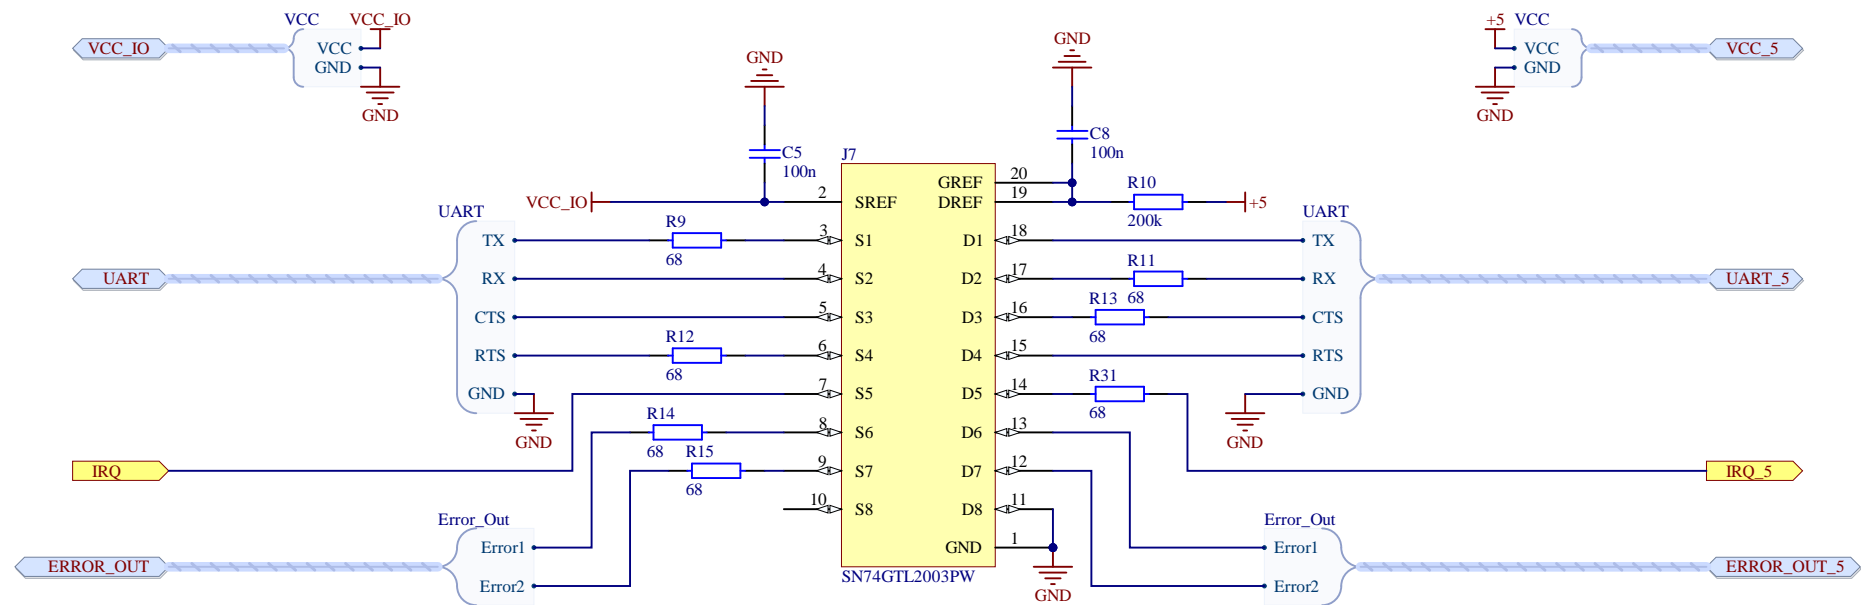 VCC VCC_IO
VCC_IO
VCC
GND
GND
+5 VCC
VCC
GND
VCC_5
GND
GND
GND
C5
100n
C8
100n
J7
GREF 20
VCC_IO
2 SREF
DREF 19
R10
200k
+5
UART
TX
R9
68
3 S1
D1 18
UART
TX
UART
RX
4 S2
D2 17
R11
68
RX
UART_5
CTS
5 S3
D3 16
R13
68
CTS
RTS
R12
68
6 S4
D4 15
RTS
GND
GND
7 S5
D5 14
R31
68
GND
GND
R14
68
8 S6
D6 13
IRQ
R15
68
9 S7
D7 12
IRQ_5
10 S8
D8 11
GND 1
GND
SN74GTL2003PW
Error_Out
Error1
Error2
ERROR_OUT
Error_Out
Error1
Error2
ERROR_OUT_5